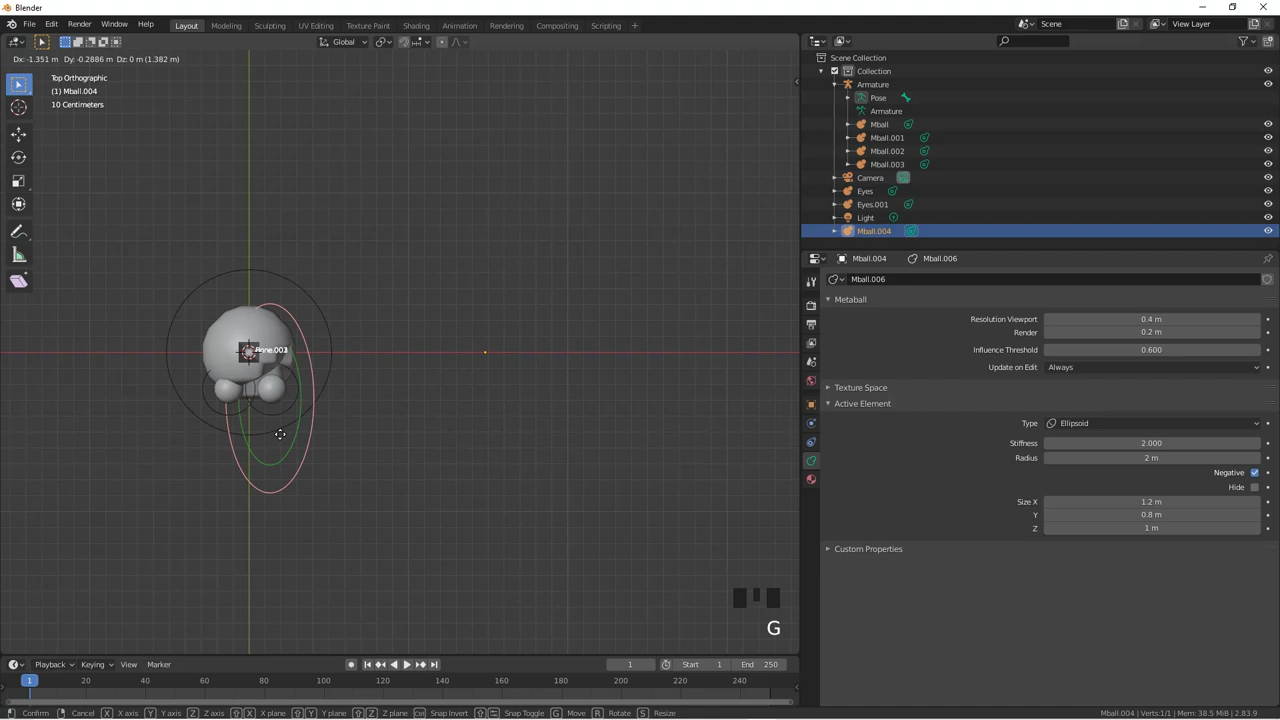 Blender
File Edit Render Window Help Layout Modeling Sculpting UV Editing Texture Paint Shading Animation Rendering Compositing Scripting + Scene View Layer
Global
Dx: -1.351 m Dy: -0.2886 m Dz: 0 m (1.382 m)
Top Orthographic
(1) Mball.004
10 Centimeters
Scene Collection
Collection
Armature
Pose
Armature
Mball
Mball.001
Mball.002
Mball.003
Camera
Eyes
Eyes.001
Light
Mball.004
Mball.004 Mball.006
Mball.006
Metaball
Resolution Viewport 0.4 m
Render 0.2 m
Influence Threshold 0.600
Update on Edit Always
Texture Space
Active Element
Type Ellipsoid
Stiffness 2.000
Radius 2 m
Negative
Hide
Size X 1.2 m
Y 0.8 m
Z 1 m
Custom Properties
G
Playback Keying View Marker 1 Start 1 End 250
1 20 40 60 80 100 120 140 160 180 200 220 240
Confirm Cancel X X axis Y Y axis Z Z axis X X plane Y Y plane Z Z plane Snap Invert Snap Toggle G Move R Rotate S Resize Mball.004 | Verts:1/1 | Mem: 38.5 MiB | 2.83.9